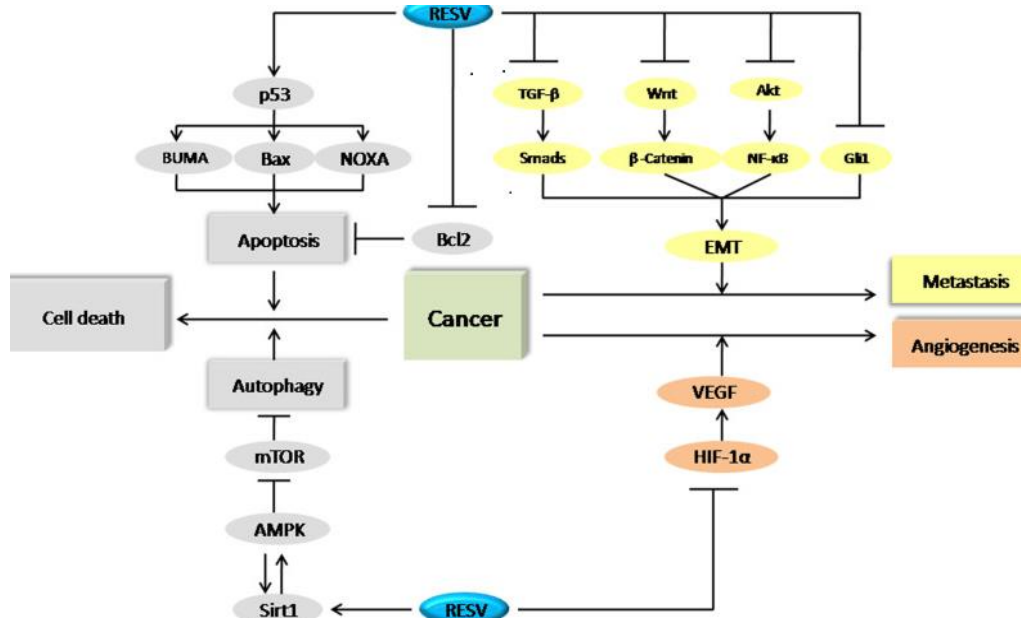 RESV
p53
TGF-β
Wnt
Akt
BUMA
Bax
NOXA
Smads
β-Catenin
NF-κB
Gli1
Apoptosis
Bcl2
EMT
Metastasis
Cell death
Cancer
Angiogenesis
Autophagy
VEGF
mTOR
HIF-1α
AMPK
Sirt1
RESV